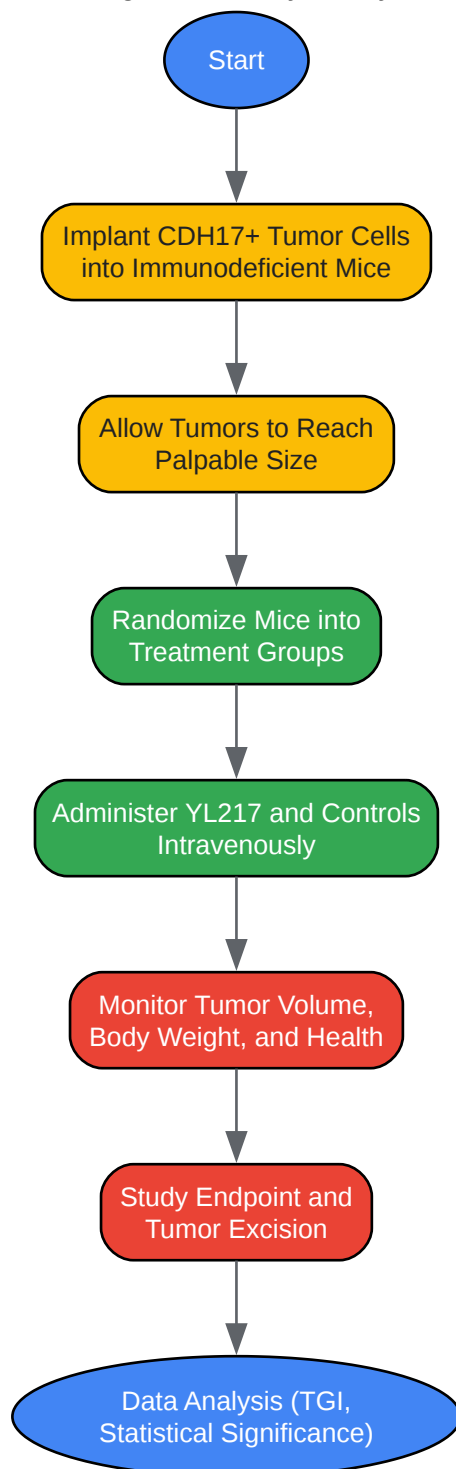 Start
Implant CDH17+ Tumor Cells
into Immunodeficient Mice
Allow Tumors to Reach
Palpable Size
Randomize Mice into
Treatment Groups
Administer YL217 and Controls
Intravenously
Monitor Tumor Volume,
Body Weight, and Health
Study Endpoint and
Tumor Excision
Data Analysis (TGI,
Statistical Significance)